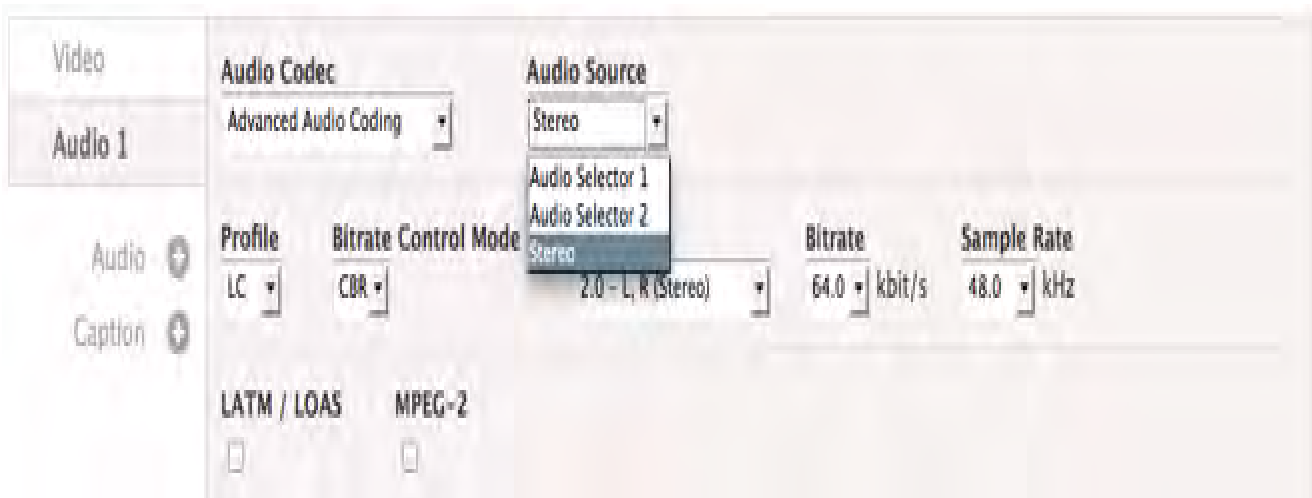 Video
Audio 1
Audio
Caption
Audio Codec
Advanced Audio Coding
Audio Source
Stereo
Audio Selector 1
Audio Selector 2
Stereo
Profile
LC
Bitrate Control Mode
CBR
2.0 - L, R (Stereo)
Bitrate
64.0 kbit/s
Sample Rate
48.0 kHz
LATM / LOAS
MPEG-2